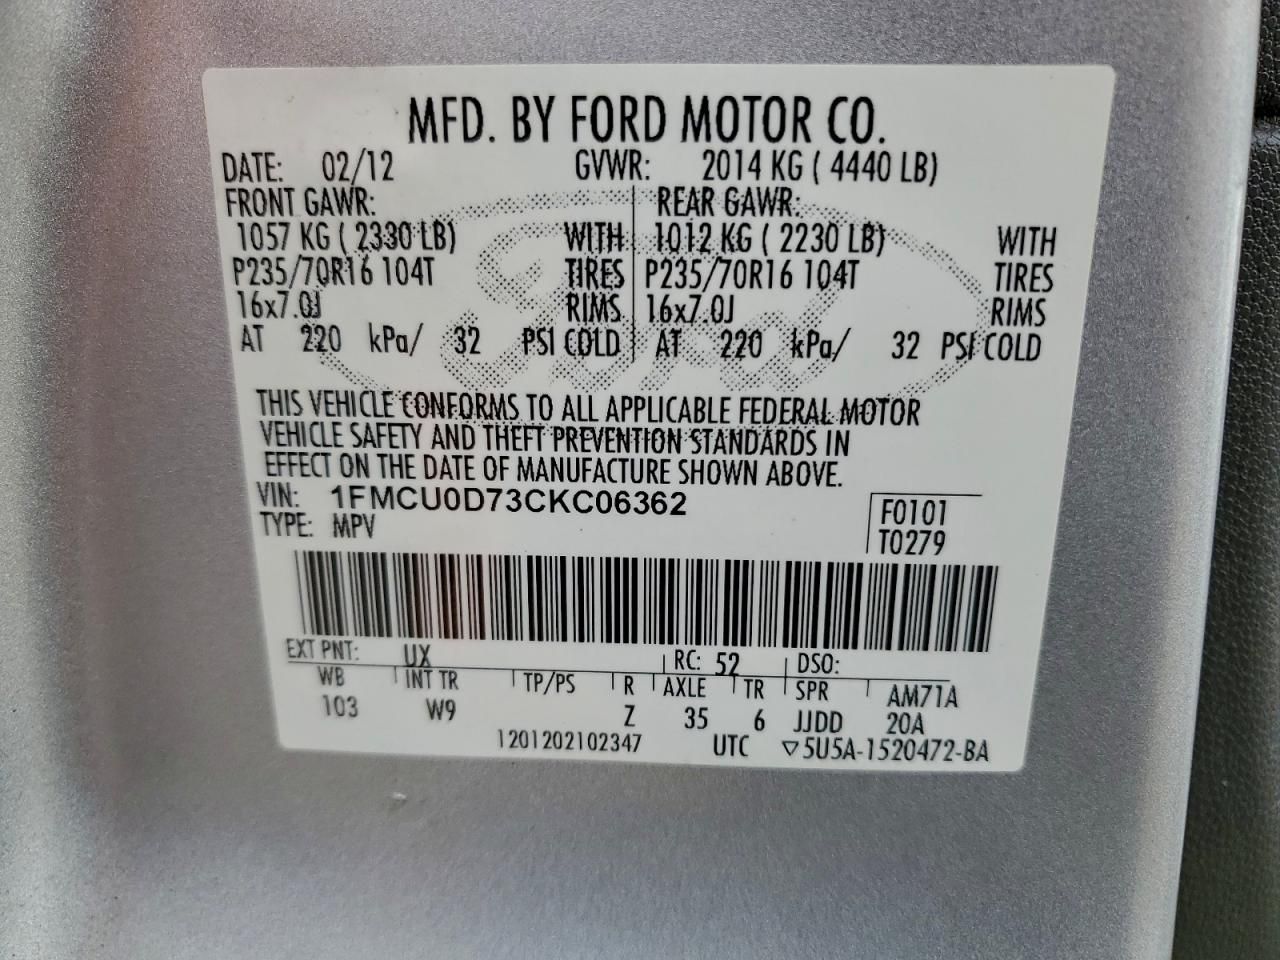 MFD. BY FORD MOTOR CO.
DATE: 02/12 GVWR: 2014 KG ( 4440 LB)
FRONT GAWR: REAR GAWR:
1057 KG ( 2330 LB) WITH 1012 KG ( 2230 LB) WITH
P235/70R16 104T TIRES P235/70R16 104T TIRES
16x7.0J RIMS 16x7.0J RIMS
AT 220 kPa/ 32 PSI COLD AT 220 kPa/ 32 PSI COLD
Ford
THIS VEHICLE CONFORMS TO ALL APPLICABLE FEDERAL MOTOR
VEHICLE SAFETY AND THEFT PREVENTION STANDARDS IN
EFFECT ON THE DATE OF MANUFACTURE SHOWN ABOVE.
VIN: 1FMCU0D73CKC06362 F0101
TYPE: MPV T0279
EXT PNT: UX RC: 52 DSO:
WB INT TR TP/PS R AXLE TR SPR AM71A
103 W9 Z 35 6 JJDD 20A
1201202102347 UTC ▽5U5A-1520472-BA